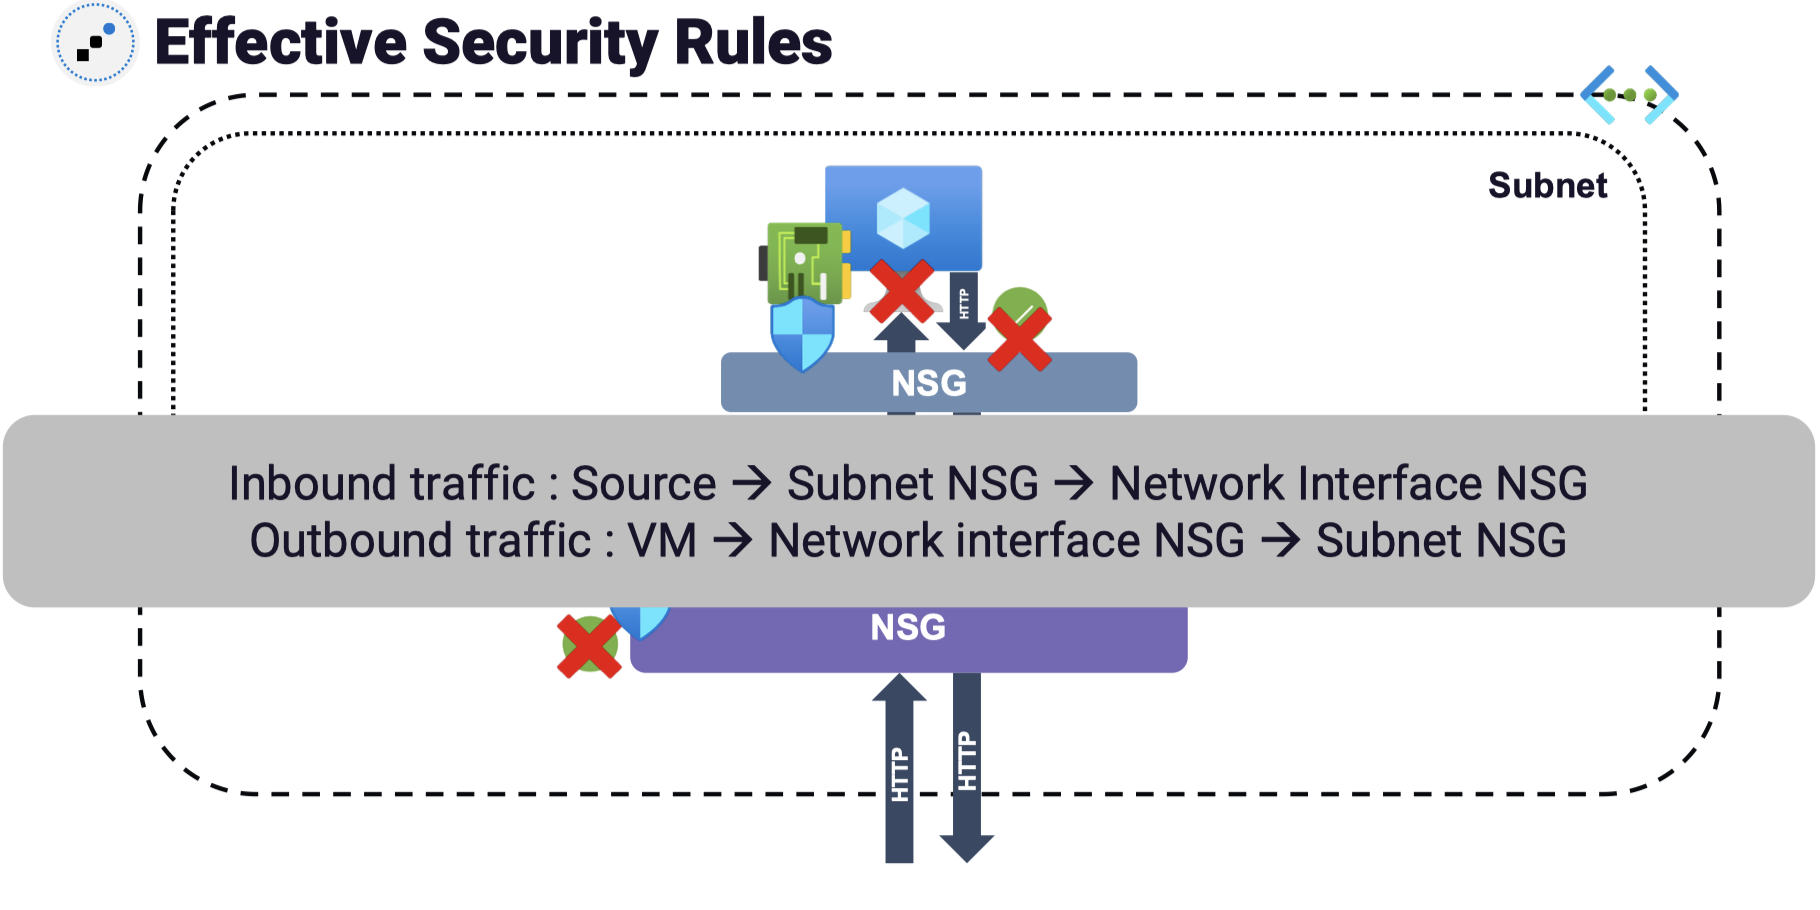 Effective Security Rules
Subnet
HTTP
NSG
Inbound traffic : Source → Subnet NSG → Network Interface NSG
Outbound traffic : VM → Network interface NSG → Subnet NSG
NSG
HTTP
HTTP